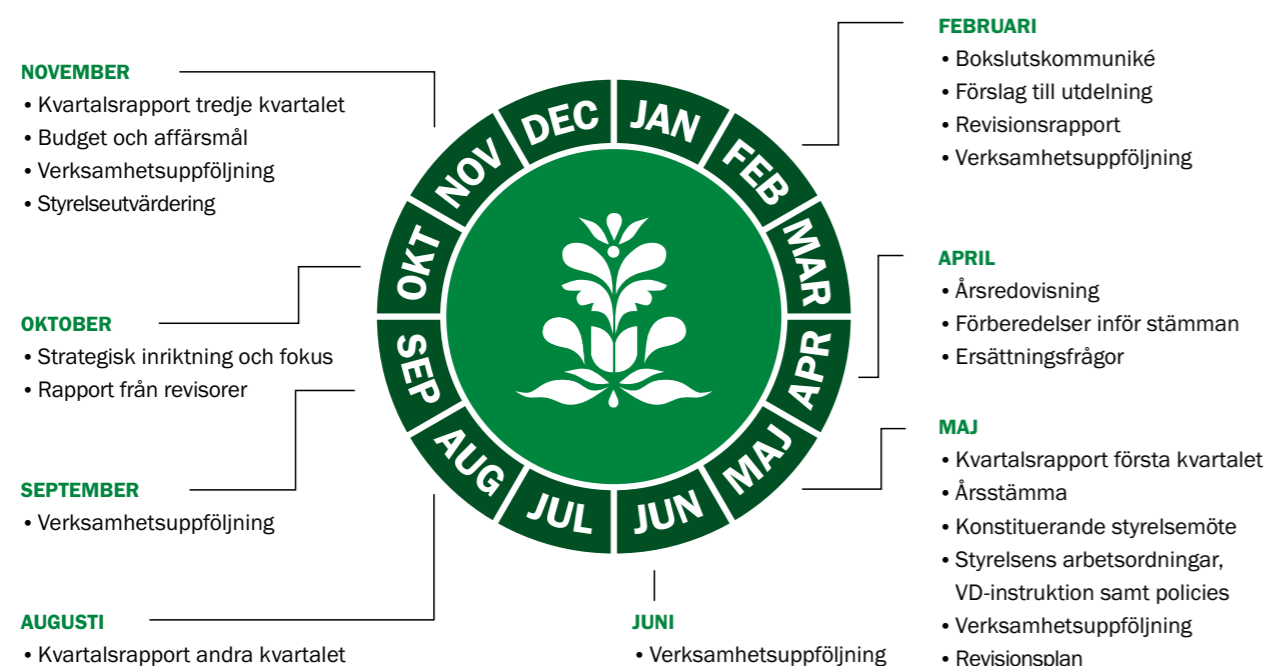 FEBRUARI
• Bokslutskommuniké
• Förslag till utdelning
• Revisionsrapport
• Verksamhetsuppföljning
APRIL
• Årsredovisning
• Förberedelser inför stämman
• Ersättningsfrågor
MAJ
• Kvartalsrapport första kvartalet
• Årsstämma
• Konstituerande styrelsemöte
• Styrelsens arbetsordningar,
VD-instruktion samt policies
• Verksamhetsuppföljning
• Revisionsplan
JUNI
• Verksamhetsuppföljning
AUGUSTI
• Kvartalsrapport andra kvartalet
SEPTEMBER
• Verksamhetsuppföljning
OKTOBER
• Strategisk inriktning och fokus
• Rapport från revisorer
NOVEMBER
• Kvartalsrapport tredje kvartalet
• Budget och affärsmål
• Verksamhetsuppföljning
• Styrelseutvärdering
JAN
FEB
MAR
APR
MAJ
JUN
JUL
AUG
SEP
OKT
NOV
DEC